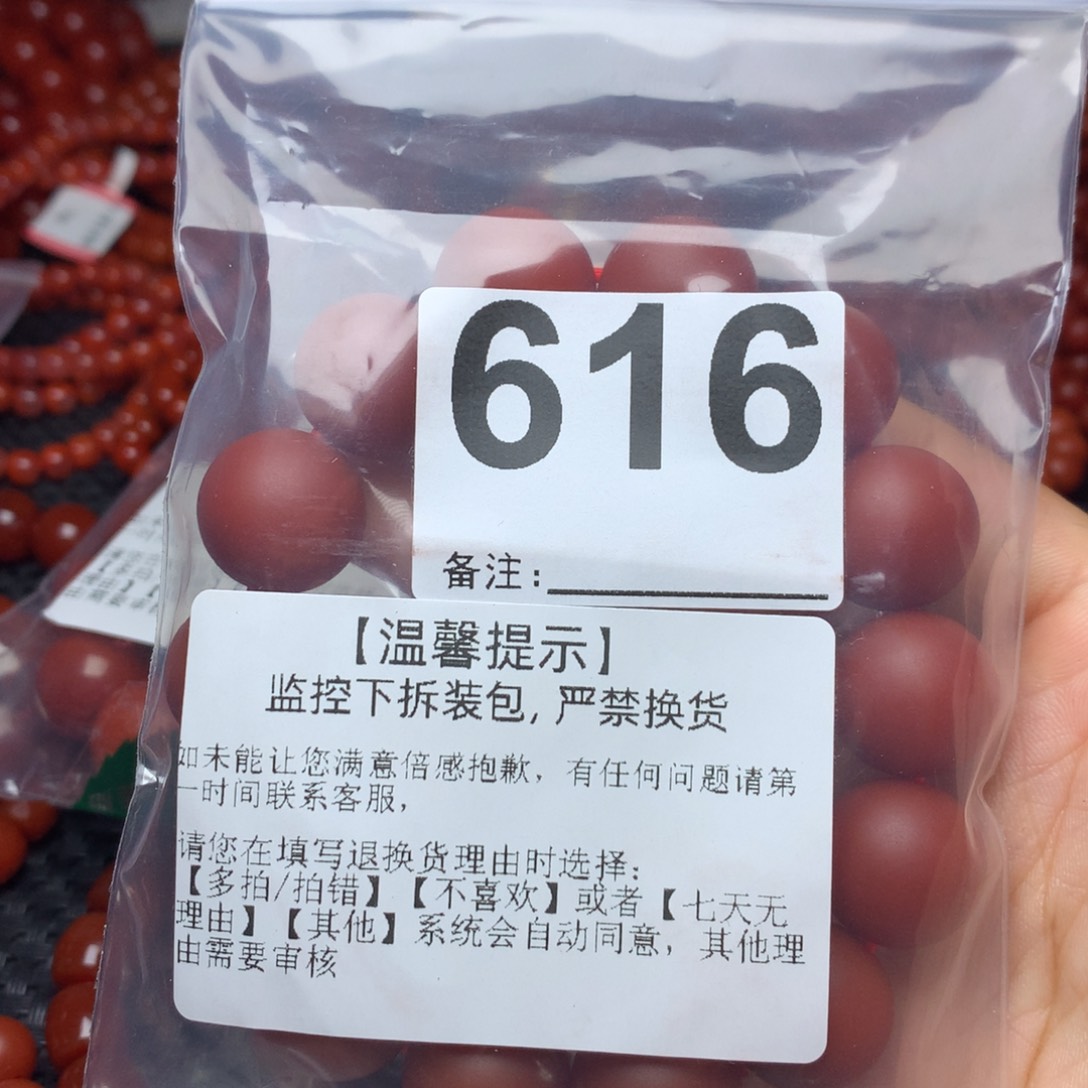 616
备注:
【温馨提示】
监控下拆装包,严禁换货
如未能让您满意倍感抱歉，有任何问题请第
一时间联系客服，
请您在填写退换货理由时选择:
【多拍/拍错】【不喜欢】或者【七天无
理由】【其他】系统会自动同意，其他理
由需要审核